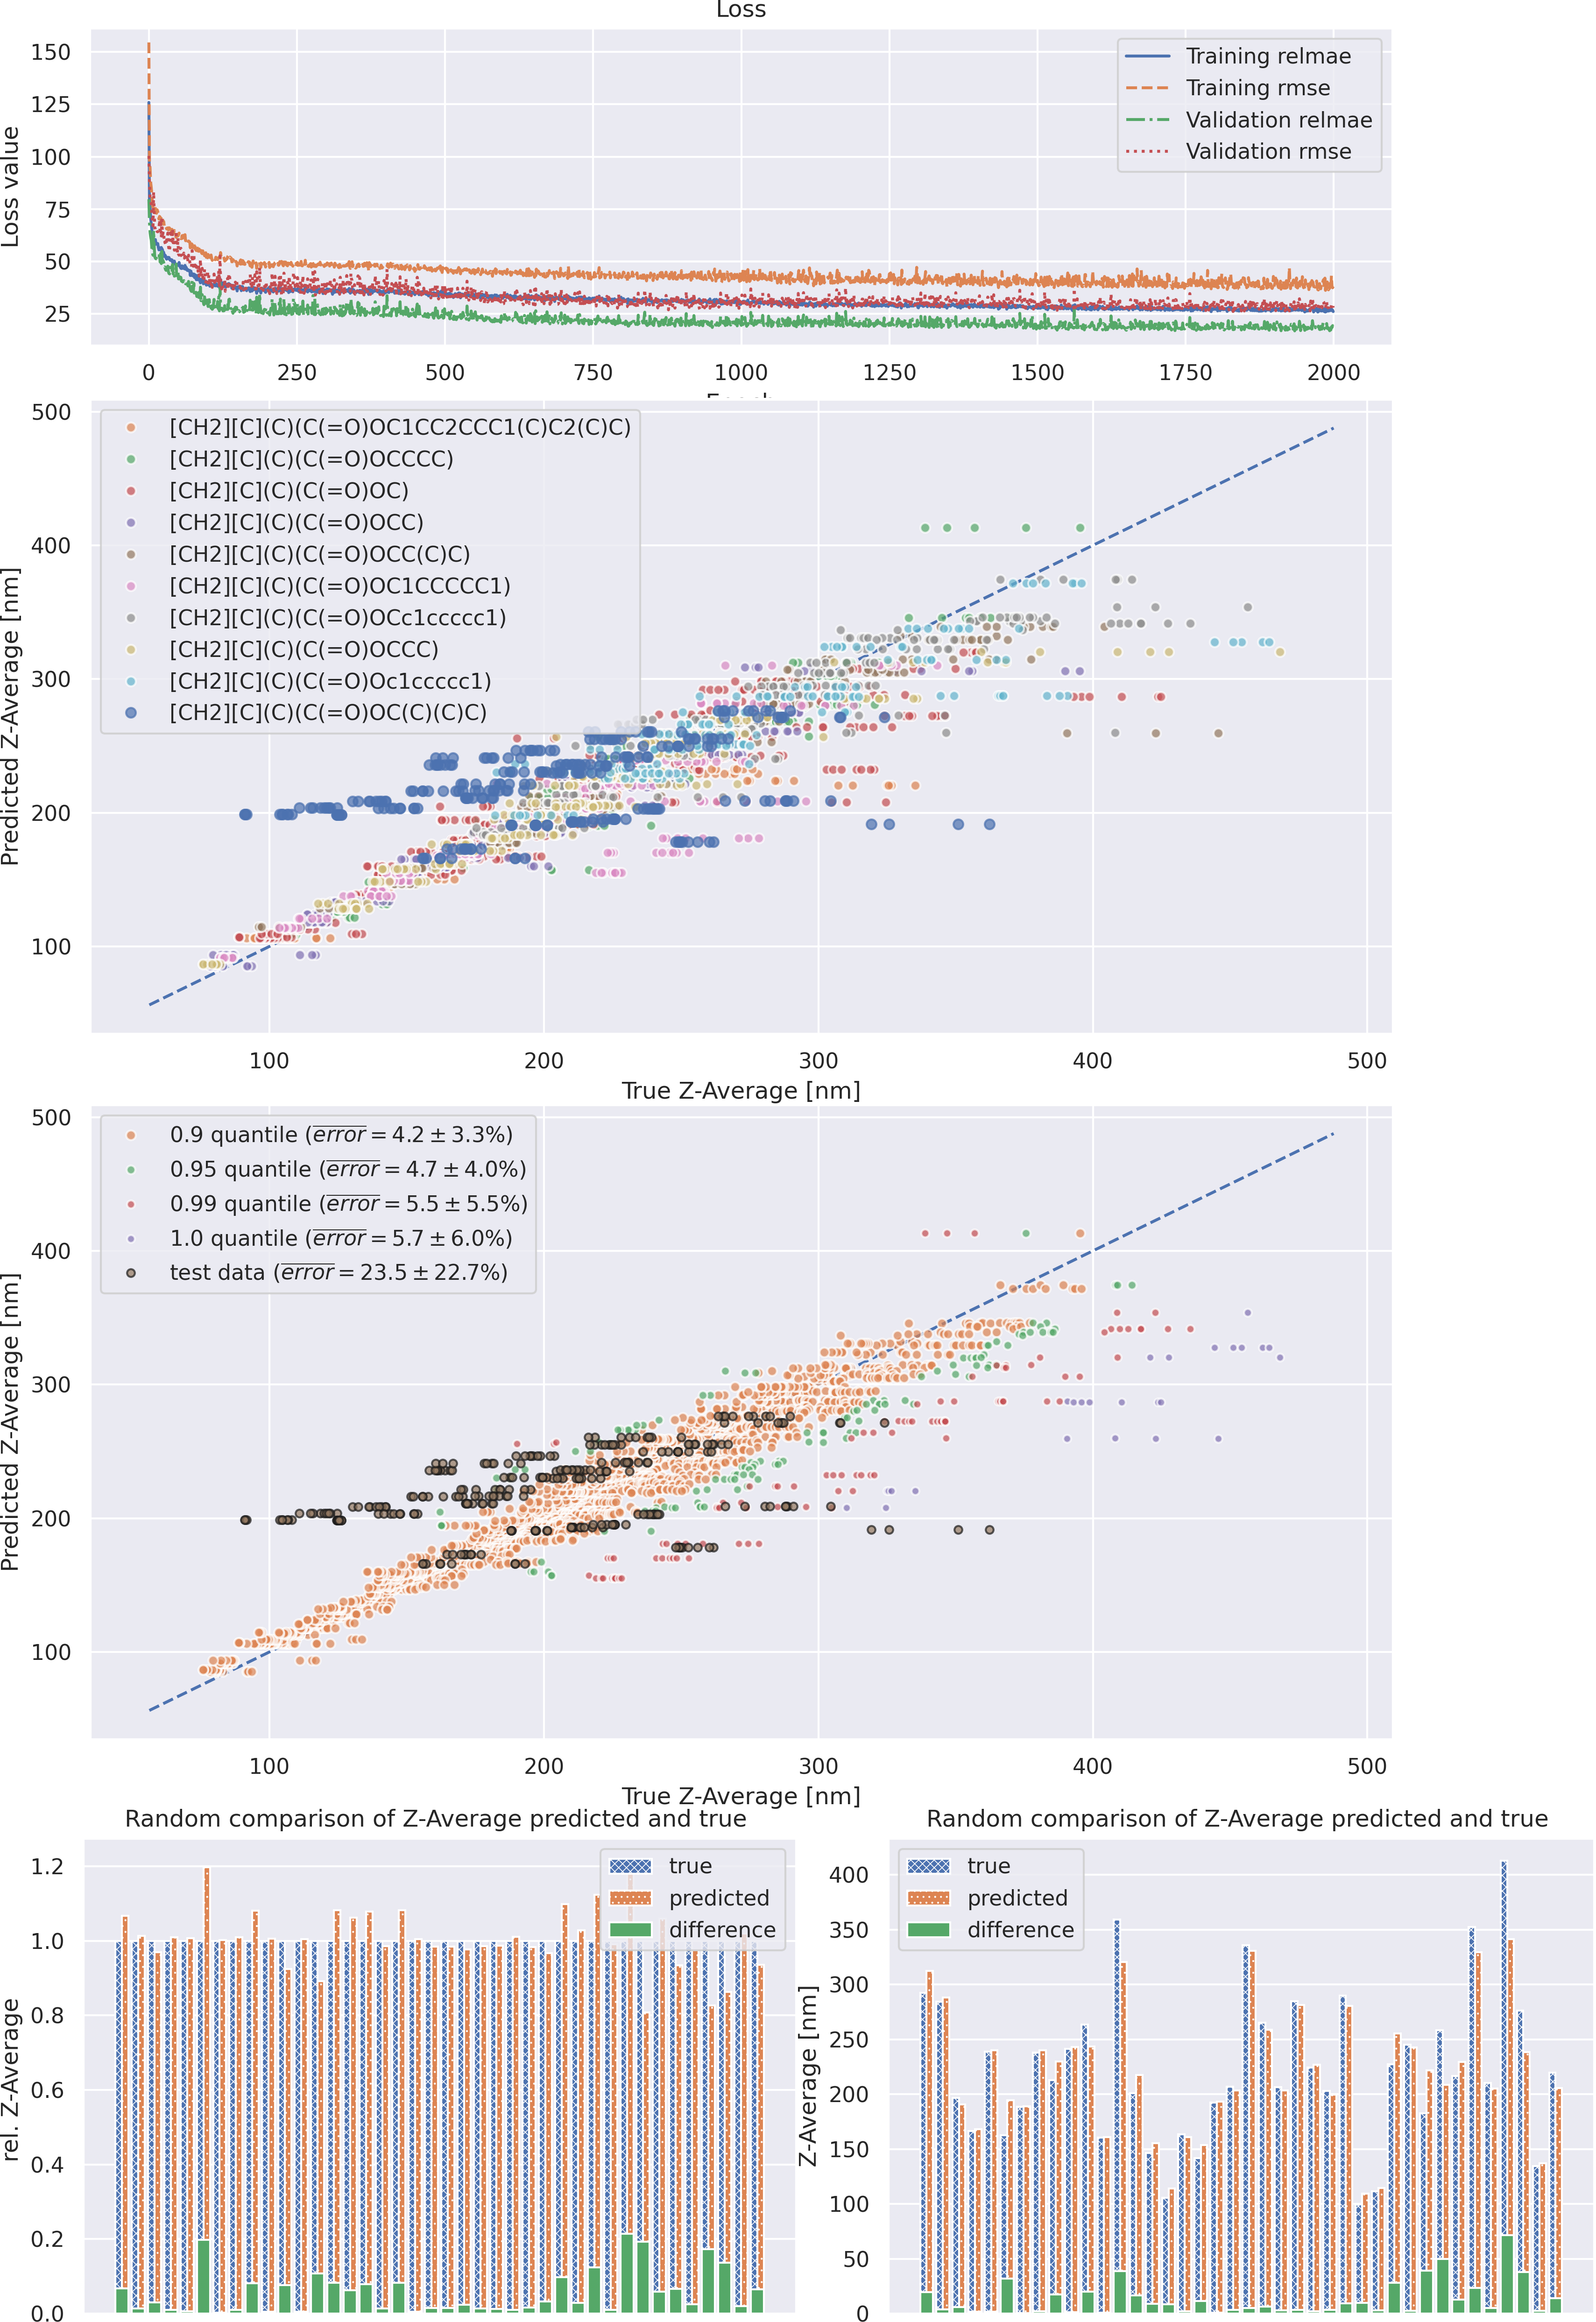 Loss
150
125
100
75
50
25
Loss value
Training relmae
Training rmse
Validation relmae
Validation rmse
0 250 500 750 1000 1250 1500 1750 2000
500
400
300
200
100
Predicted Z-Average [nm]
[CH2][C](C)(C(=O)OC1CC2CCC1(C)C2(C)C)
[CH2][C](C)(C(=O)OCCCC)
[CH2][C](C)(C(=O)OC)
[CH2][C](C)(C(=O)OCC)
[CH2][C](C)(C(=O)OCC(C)C)
[CH2][C](C)(C(=O)OC1CCCCC1)
[CH2][C](C)(C(=O)OCc1ccccc1)
[CH2][C](C)(C(=O)OCCC)
[CH2][C](C)(C(=O)Oc1ccccc1)
[CH2][C](C)(C(=O)OC(C)(C)C)
100 200 300 400 500
True Z-Average [nm]
500
400
300
200
100
Predicted Z-Average [nm]
0.9 quantile (error = 4.2 ± 3.3%)
0.95 quantile (error = 4.7 ± 4.0%)
0.99 quantile (error = 5.5 ± 5.5%)
1.0 quantile (error = 5.7 ± 6.0%)
test data (error = 23.5 ± 22.7%)
100 200 300 400 500
True Z-Average [nm]
Random comparison of Z-Average predicted and true
1.2
1.0
0.8
0.6
0.4
0.2
0.0
rel. Z-Average
true
predicted
difference
Random comparison of Z-Average predicted and true
400
350
300
250
200
150
100
50
0
Z-Average [nm]
true
predicted
difference